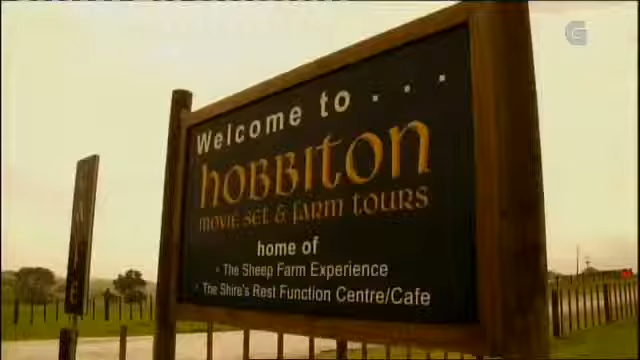 Welcome to . . .
hobbiton
movie set & farm tours
home of
- The Sheep Farm Experience
- The Shire's Rest Function Centre/Cafe
G